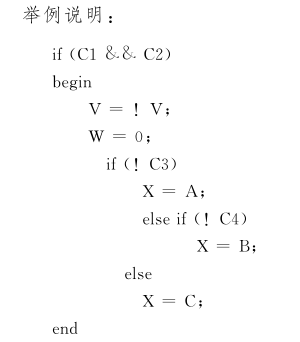 举例说明：
if (C1 && C2)
begin
V = ! V;
W = 0;
if (! C3)
X = A;
else if (! C4)
X = B;
else
X = C;
end